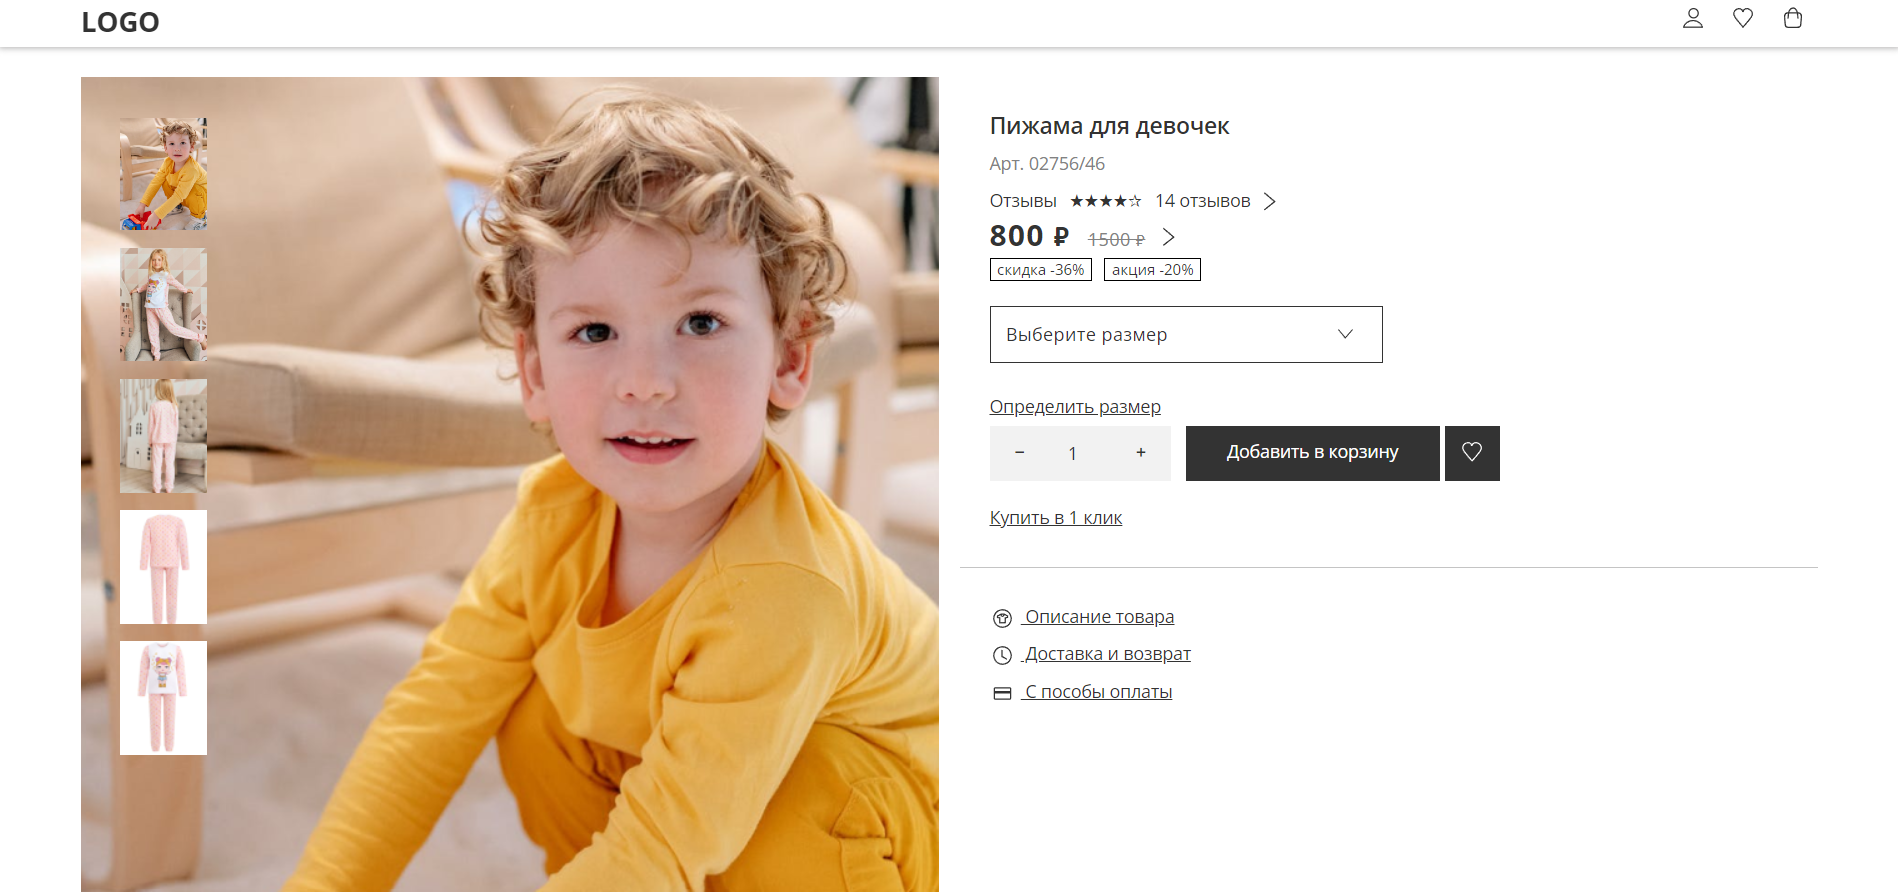 LOGO
Пижама для девочек
Арт. 02756/46
Отзывы ★★★★☆ 14 отзывов
800 ₽ 1500 ₽
скидка -36% акция -20%
Выберите размер
Определить размер
− 1 + Добавить в корзину
Купить в 1 клик
Описание товара
Доставка и возврат
С пособы оплаты